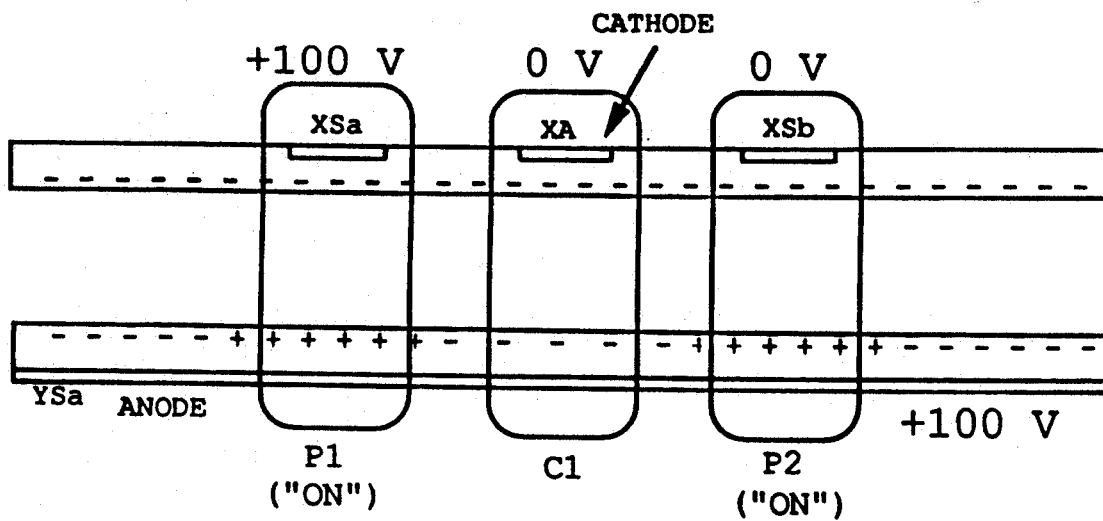 CATHODE
+100 V
0 V
0 V
XSa
XA
XSb
- - - - - - - - - - - - - - - - - - - - - - - - - - - - -
- - - - - + + + + + + - - - - - - + + + + + + - - - - - -
YSa
ANODE
+100 V
P1
("ON")
C1
P2
("ON")